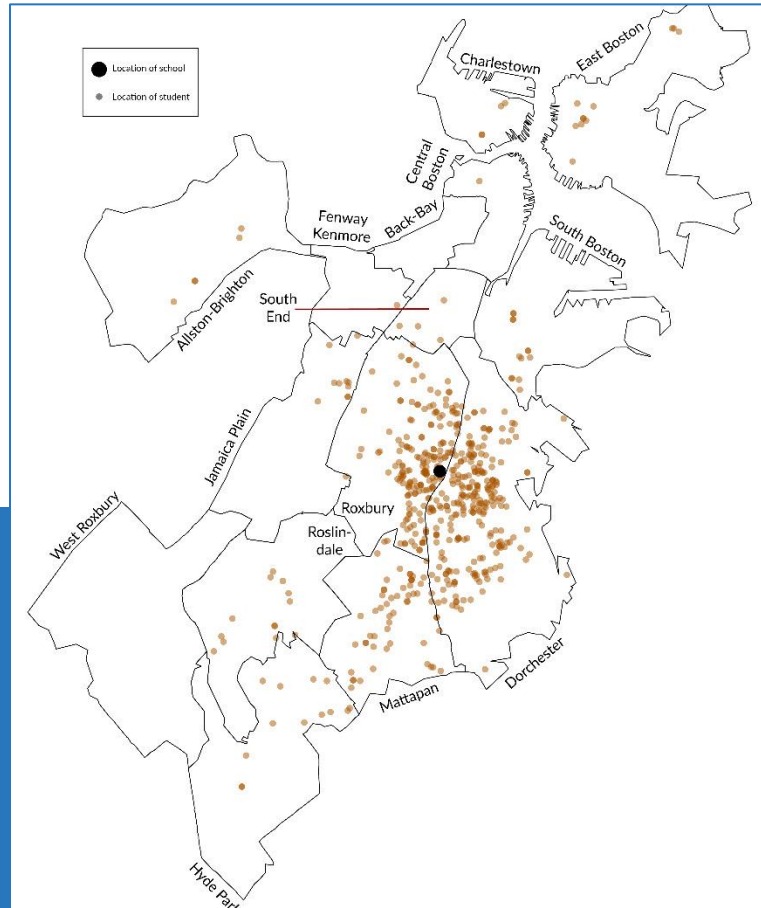 Location of school
Location of student
Charlestown
East Boston
Central
Boston
Back-Bay
Fenway
Kenmore
South Boston
Allston-Brighton
South
End
Jamaica Plain
West Roxbury
Roxbury
Roslin-
dale
Dorchester
Mattapan
Hyde Park